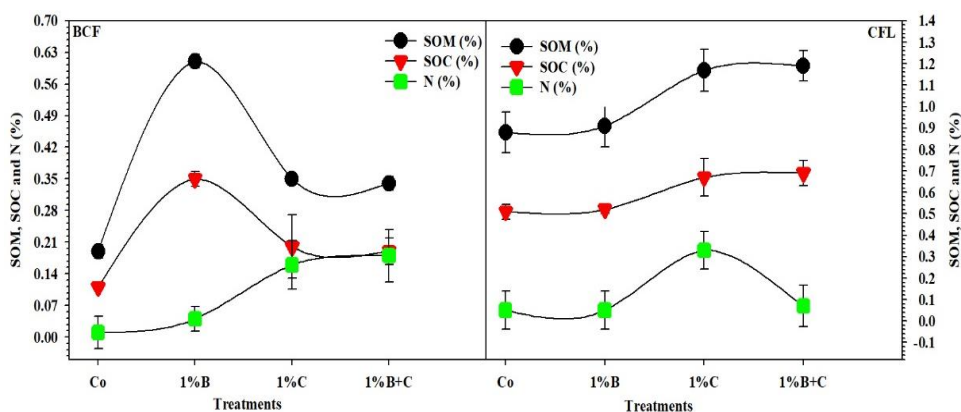 BCF
SOM (%)
SOC (%)
N (%)
SOM, SOC and N (%)
0.70
0.63
0.56
0.49
0.42
0.35
0.28
0.21
0.14
0.07
0.00
Co
1%B
1%C
1%B+C
Treatments
CFL
SOM (%)
SOC (%)
N (%)
1.4
1.3
1.2
1.1
1.0
0.9
0.8
0.7
0.6
0.5
0.4
0.3
0.2
0.1
0.0
-0.1
SOM, SOC and N (%)
Co
1%B
1%C
1%B+C
Treatments